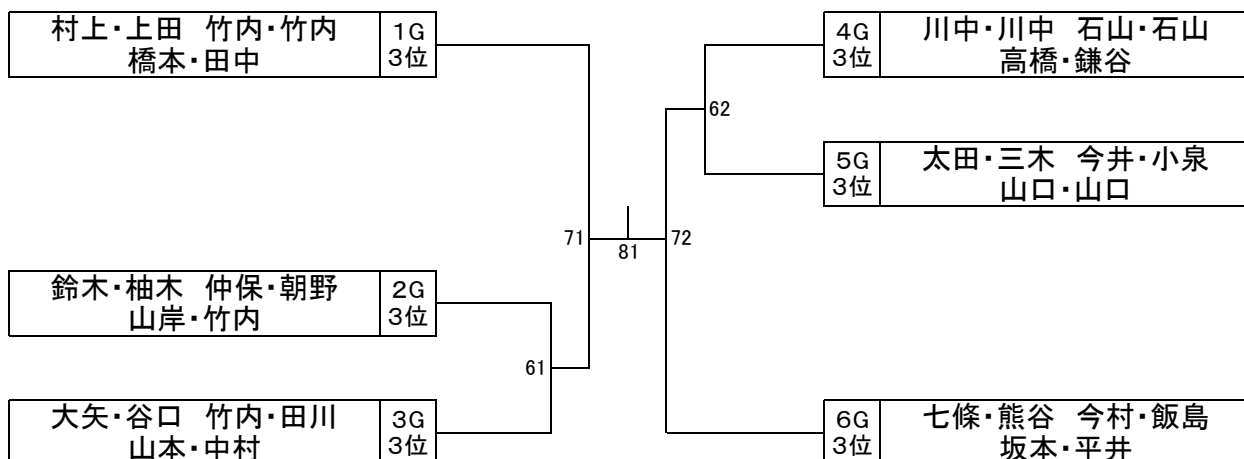 村上・上田　竹内・竹内
橋本・田中
1G
3位
鈴木・柚木　仲保・朝野
山岸・竹内
2G
3位
大矢・谷口　竹内・田川
山本・中村
3G
3位
61
71
81
72
62
4G
3位
川中・川中　石山・石山
高橋・鎌谷
5G
3位
太田・三木　今井・小泉
山口・山口
6G
3位
七條・熊谷　今村・飯島
坂本・平井